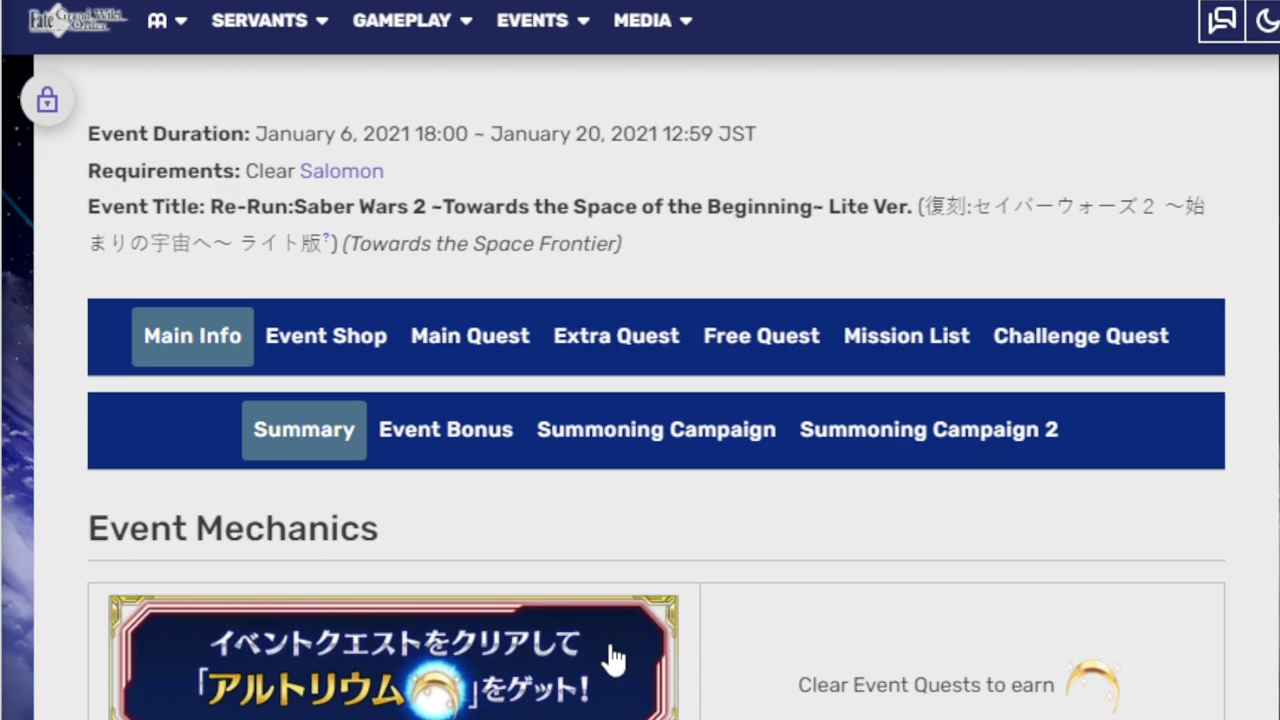 Fate Grand Wiki Order
SERVANTS GAMEPLAY EVENTS MEDIA
Event Duration: January 6, 2021 18:00 ~ January 20, 2021 12:59 JST
Requirements: Clear Salomon
Event Title: Re-Run:Saber Wars 2 ~Towards the Space of the Beginning~ Lite Ver. (復刻:セイバーウォーズ２ 〜始
まりの宇宙へ〜 ライト版?) (Towards the Space Frontier)
Main Info Event Shop Main Quest Extra Quest Free Quest Mission List Challenge Quest
Summary Event Bonus Summoning Campaign Summoning Campaign 2
Event Mechanics
イベントクエストをクリアして
「アルトリウム」をゲット!
Clear Event Quests to earn